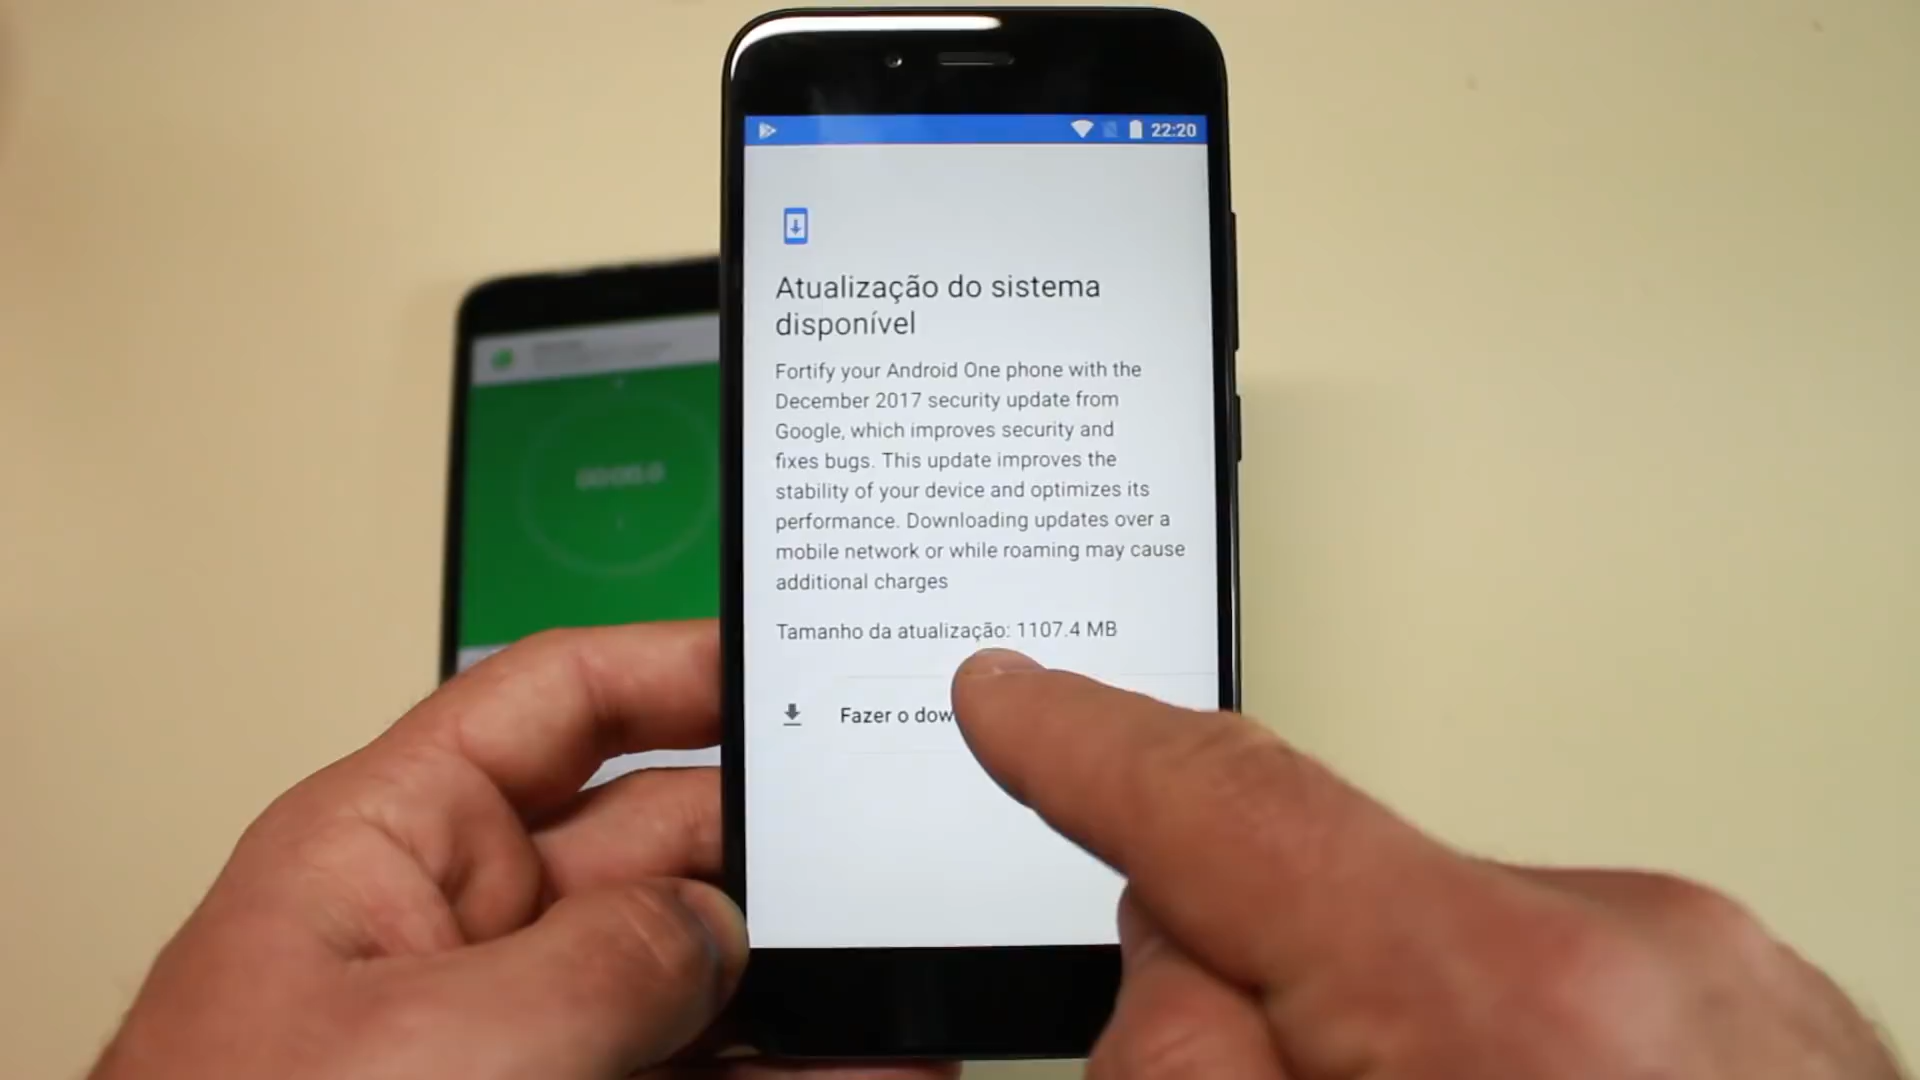 22:20
Atualização do sistema
disponível
Fortify your Android One phone with the
December 2017 security update from
Google, which improves security and
fixes bugs. This update improves the
stability of your device and optimizes its
performance. Downloading updates over a
mobile network or while roaming may cause
additional charges
Tamanho da atualização: 1107.4 MB
Fazer o dow